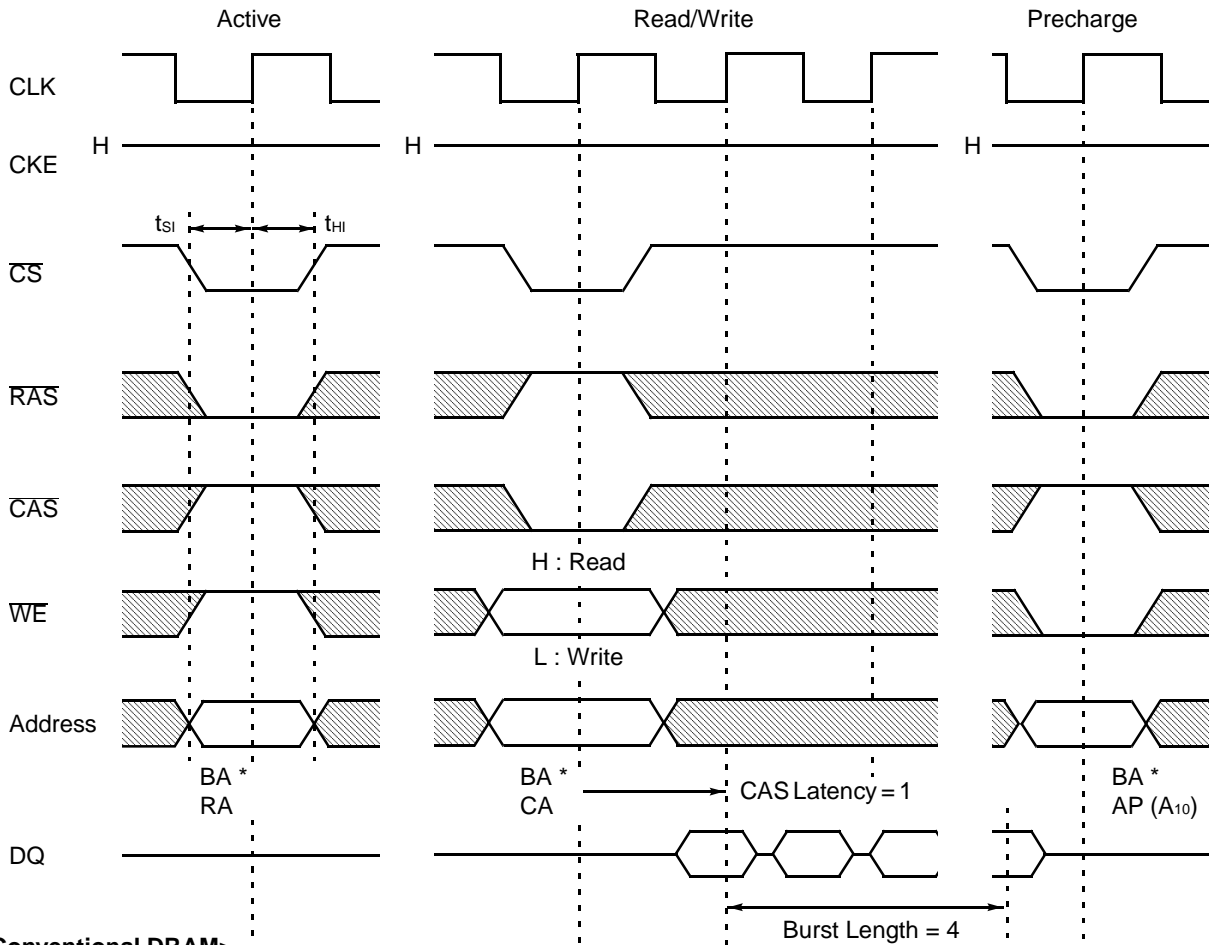 Active Read/Write Precharge
CLK
H H H
CKE
tSI tHI
CS
RAS
CAS
H : Read
WE
L : Write
Address
BA * BA * CAS Latency = 1 BA *
RA CA AP (A10)
DQ
Burst Length = 4
Conventional DRAM>